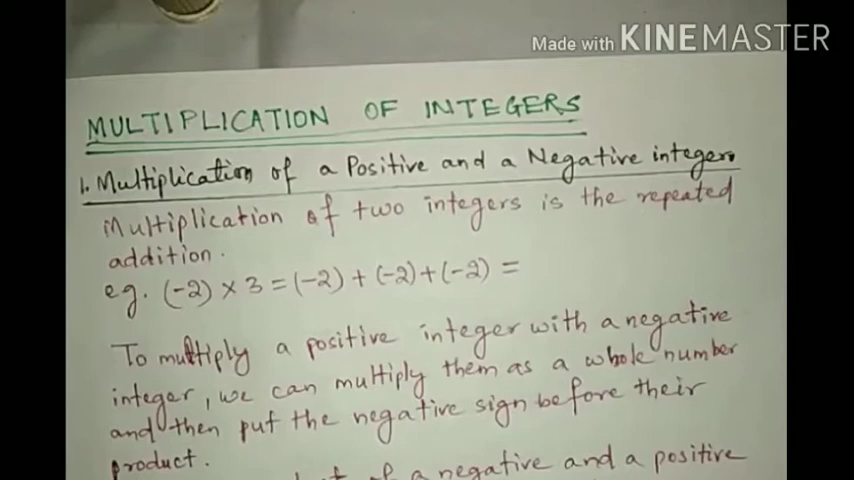 Made with KINEMASTER
MULTIPLICATION OF INTEGERS
1. Multiplication of a Positive and a Negative integers
Multiplication of two integers is the repeated
addition.
eg. (-2) × 3 = (-2) + (-2) + (-2) =
To multiply a positive integer with a negative
integer, we can multiply them as a whole number
and then put the negative sign before their
product.
of a negative and a positive